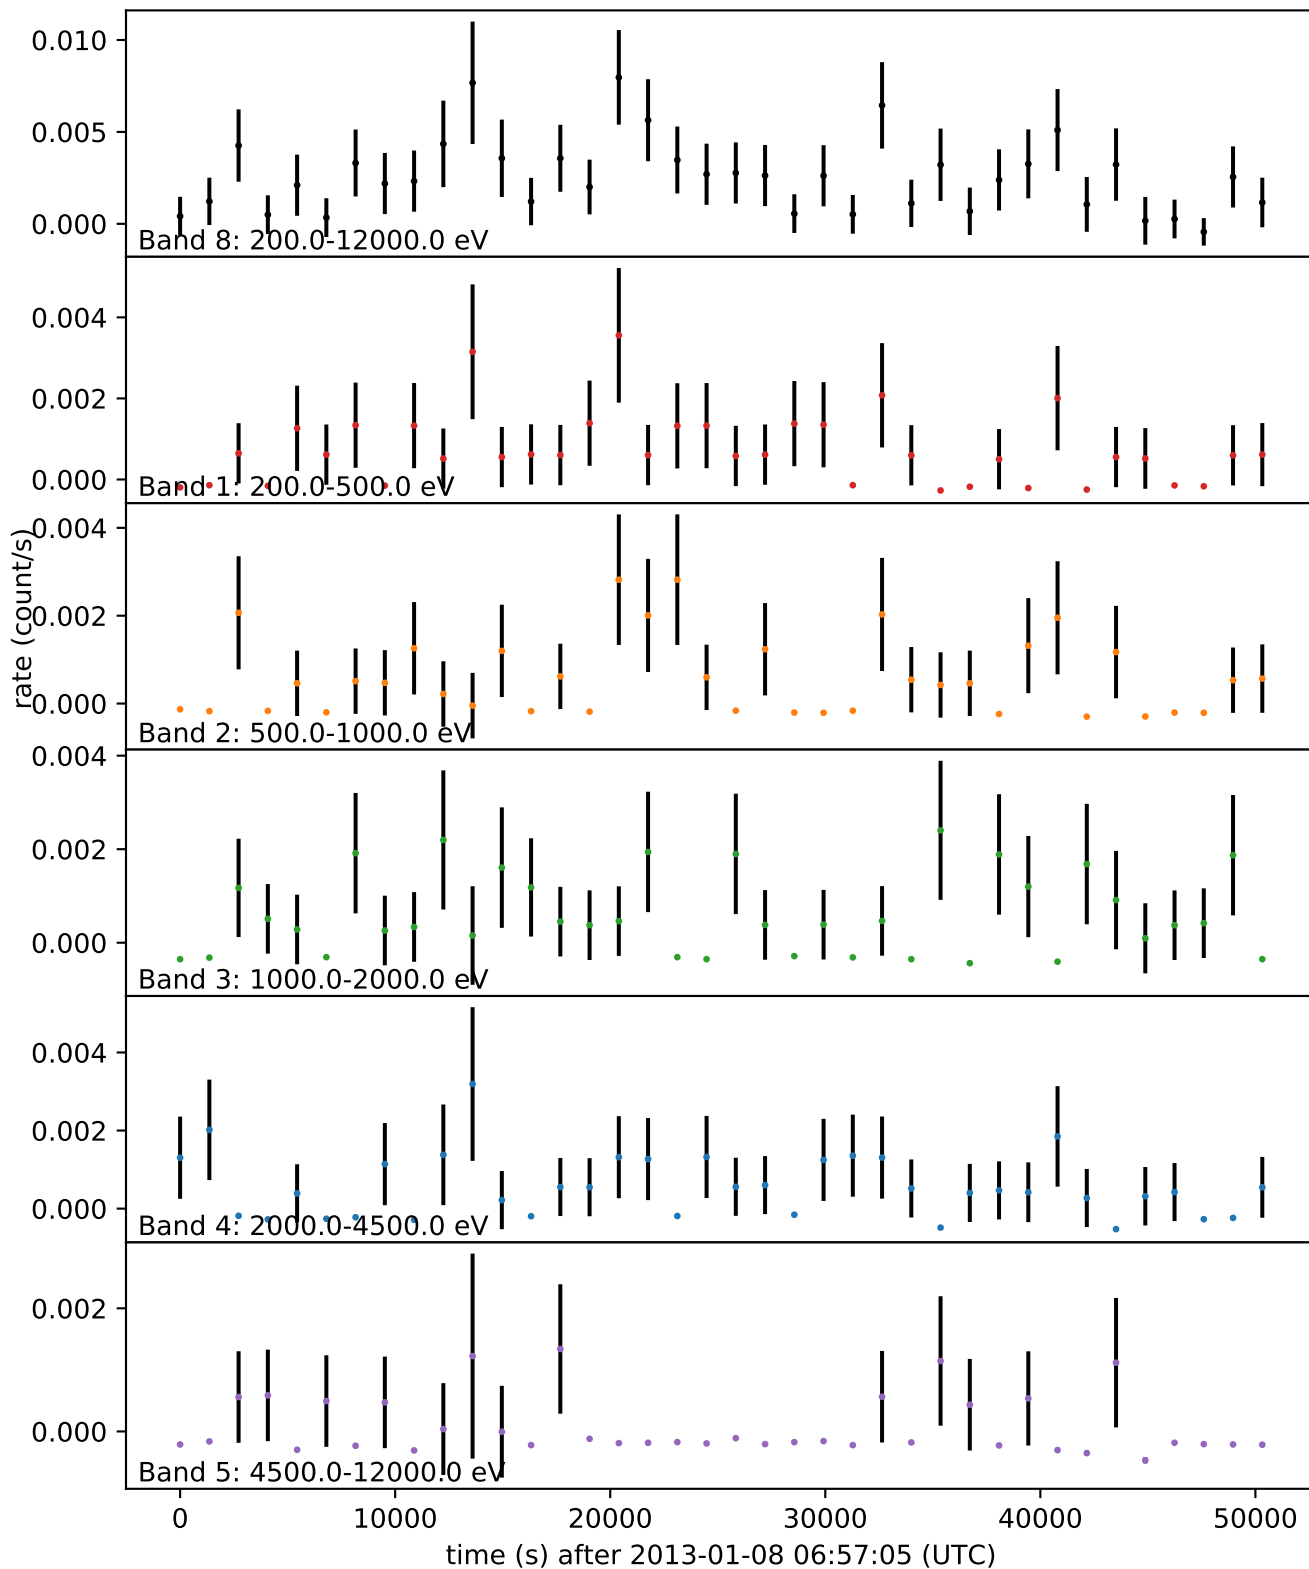 0.010
0.005
0.000
Band 8: 200.0-12000.0 eV
0.004
0.002
0.000
Band 1: 200.0-500.0 eV
rate (count/s)
0.004
0.002
0.000
Band 2: 500.0-1000.0 eV
0.004
0.002
0.000
Band 3: 1000.0-2000.0 eV
0.004
0.002
0.000
Band 4: 2000.0-4500.0 eV
0.002
0.000
Band 5: 4500.0-12000.0 eV
0 10000 20000 30000 40000 50000
time (s) after 2013-01-08 06:57:05 (UTC)